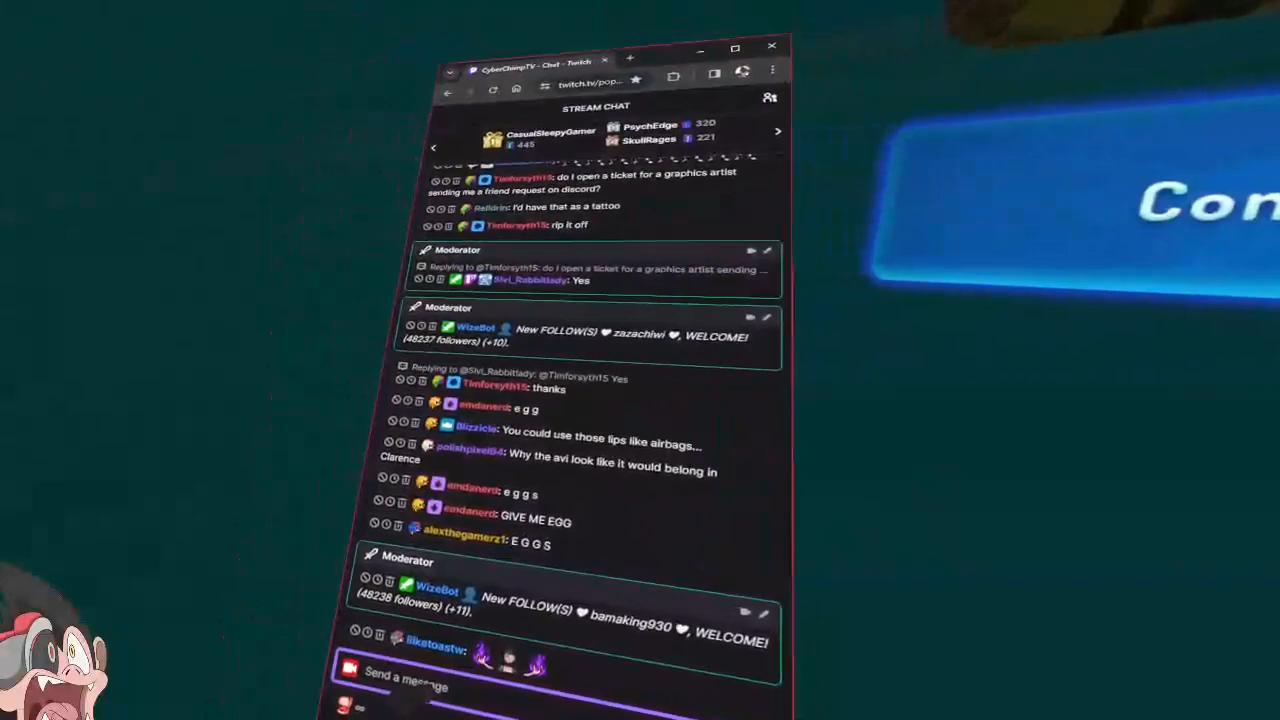 CyberChimpTV - Chat - Twitch
twitch.tv/pop...
STREAM CHAT
CasualSleepyGamer
445
PsychEdge 320
SkullRages 221
Timforsyth15: do I open a ticket for a graphics artist
sending me a friend request on discord?
Relldrin: I'd have that as a tattoo
Timforsyth15: rip it off
Moderator
Replying to @Timforsyth15: do I open a ticket for a graphics artist sending ...
Sivi_Rabbitlady: Yes
Moderator
WizeBot New FOLLOW(S) ❤ zazachiwi ❤, WELCOME!
(48237 followers) (+10).
Replying to @Sivi_Rabbitlady: @Timforsyth15 Yes
Timforsyth15: thanks
emdanerd: e g g
Blizzicle: You could use those lips like airbags...
polishpixel64: Why the avi look like it would belong in
Clarence
emdanerd: e g g s
emdanerd: GIVE ME EGG
alexthegamerz1: E G G S
Moderator
WizeBot New FOLLOW(S) ❤ bamaking930 ❤, WELCOME!
(48238 followers) (+11).
liketoastw:
Send a message
∞
Con